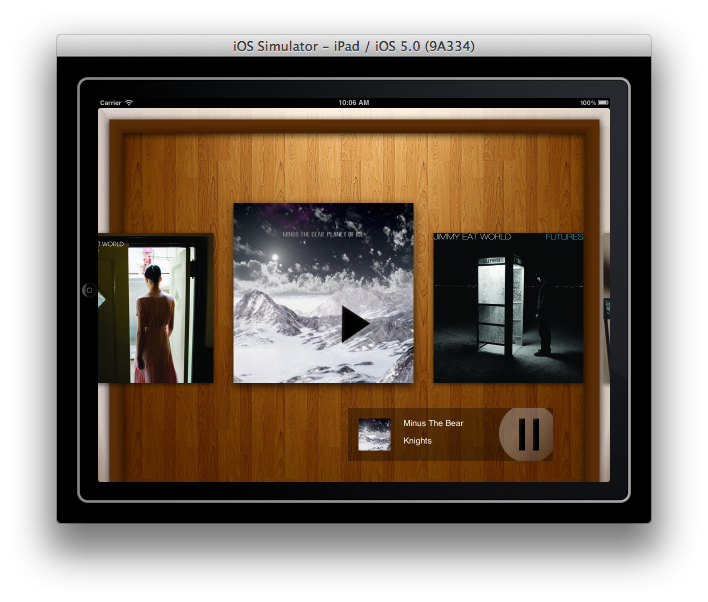 iOS Simulator – iPad / iOS 5.0 (9A334)
Carrier 10:06 AM 100%
T WORLD
MINUS THE BEAR PLANET OF ICE
JIMMY EAT WORLD FUTURES
TELEPHONE
Minus The Bear
Knights